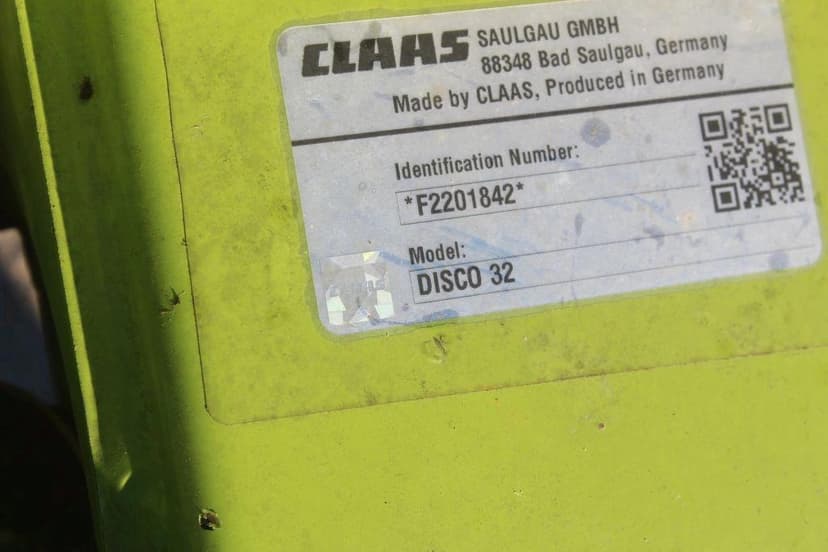 CLAAS SAULGAU GMBH
88348 Bad Saulgau, Germany
Made by CLAAS, Produced in Germany
Identification Number:
*F2201842*
Model:
DISCO 32